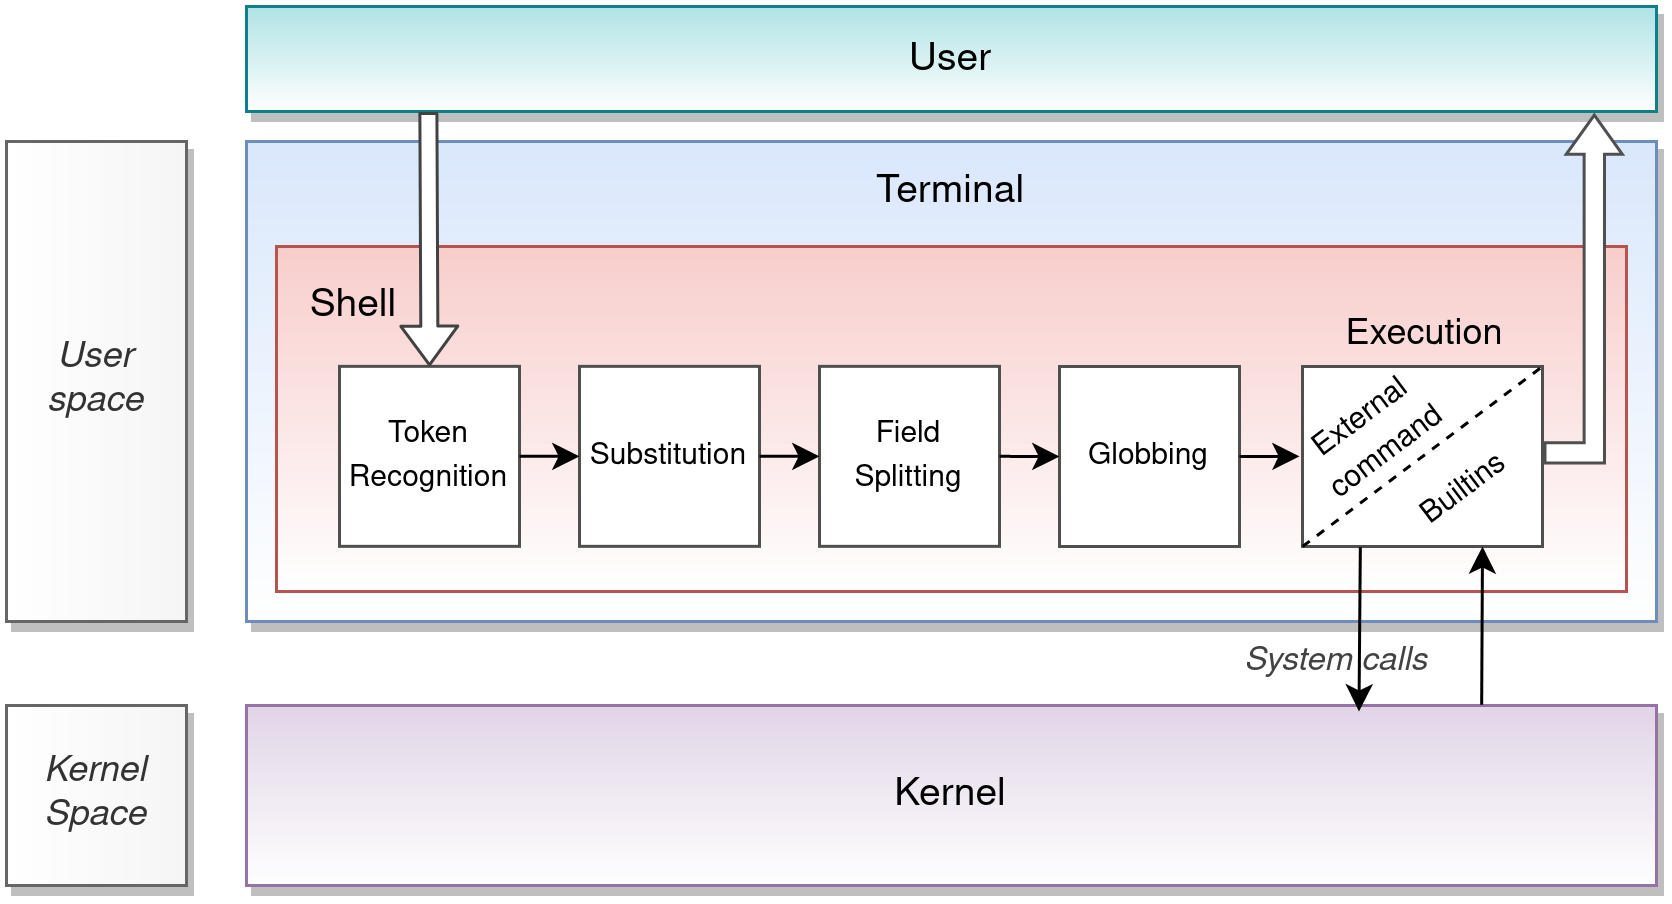 User
Terminal
Shell
Execution
User
space
Token
Recognition
Substitution
Field
Splitting
Globbing
External
command
Builtins
System calls
Kernel
Space
Kernel